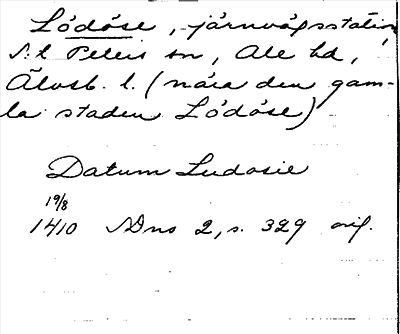 Lödöse, järnvägsstation
S:t Peters sn, Ale hd,
Älvsb. l. (nära den gam-
la staden Lödöse)
Datum Ludosie
19/8
1410 SDns 2, s. 329 orig.